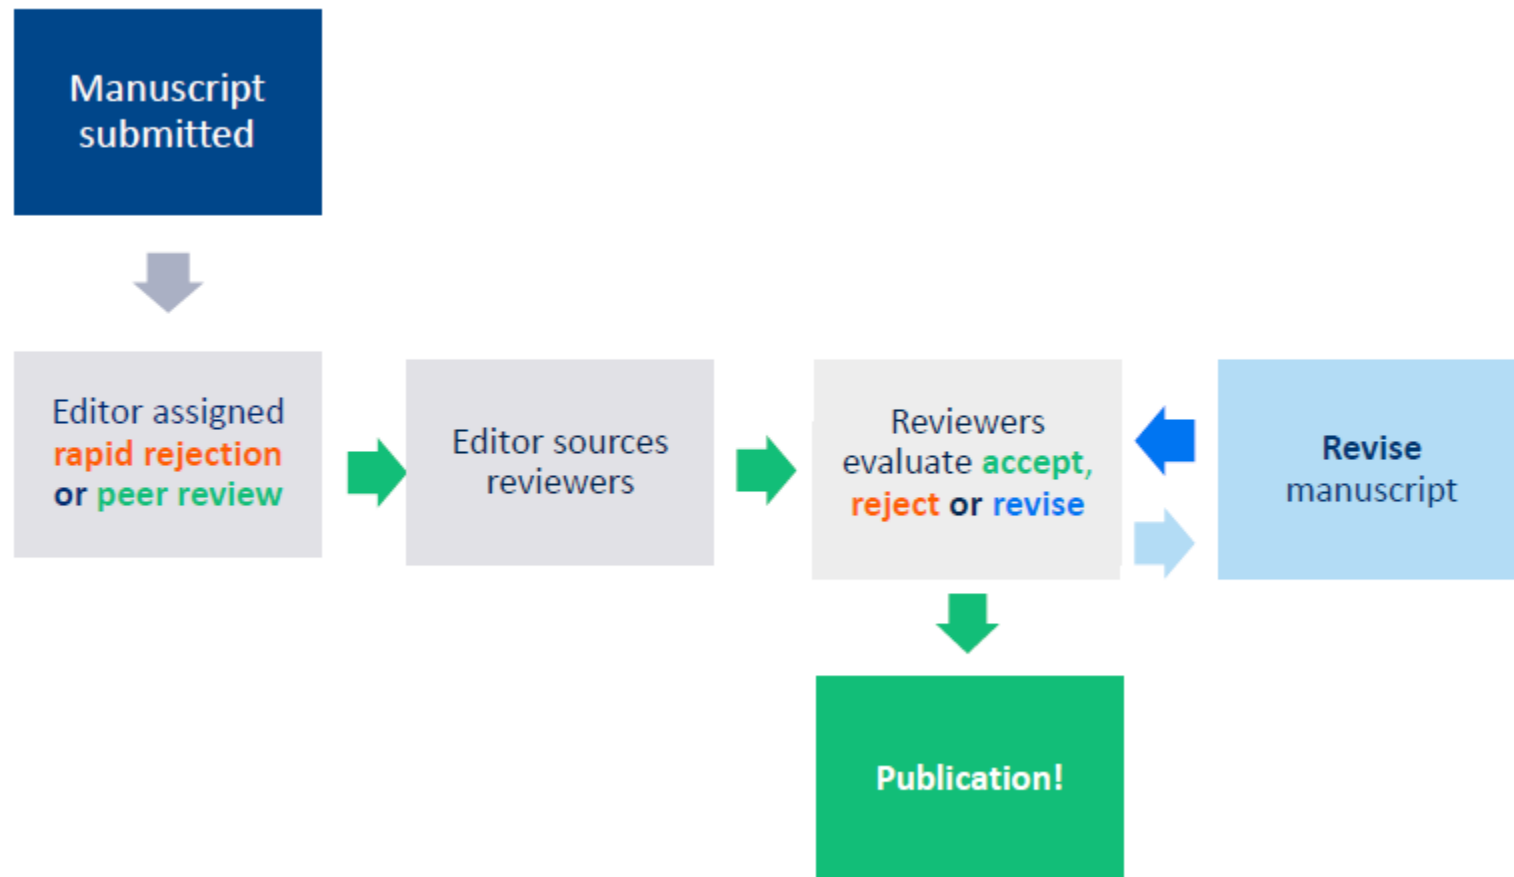 Manuscript
submitted
Editor assigned
rapid rejection
or peer review
Editor sources
reviewers
Reviewers
evaluate accept,
reject or revise
Revise
manuscript
Publication!